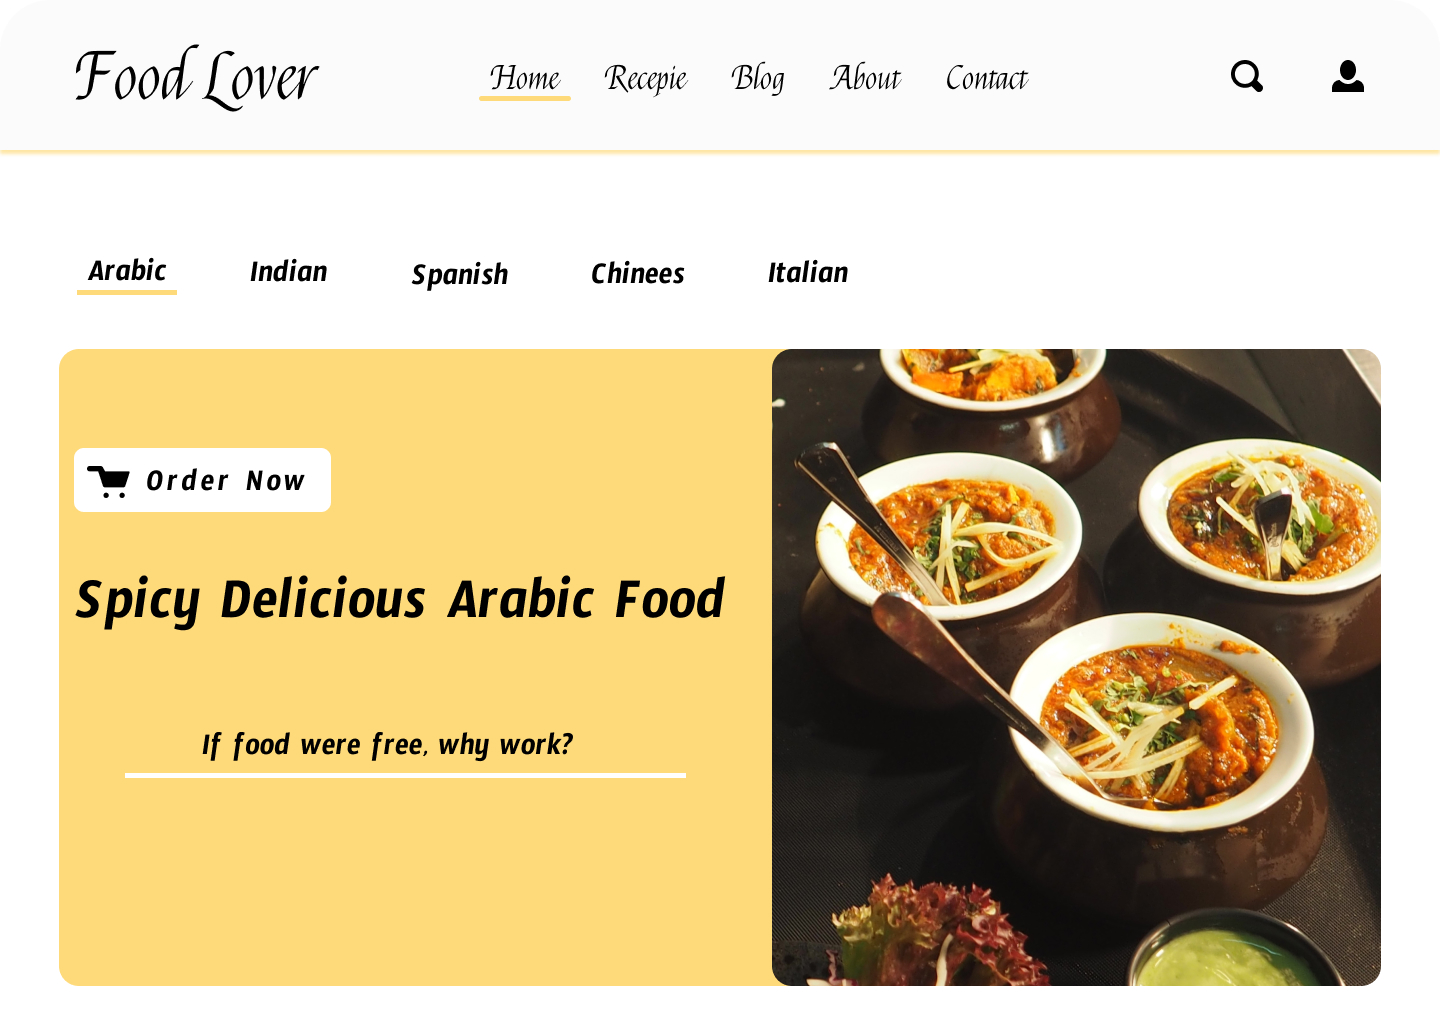 Food Lover
Home Recepie Blog About Contact
Arabic Indian Spanish Chinees Italian
Order Now
Spicy Delicious Arabic Food
If food were free, why work?